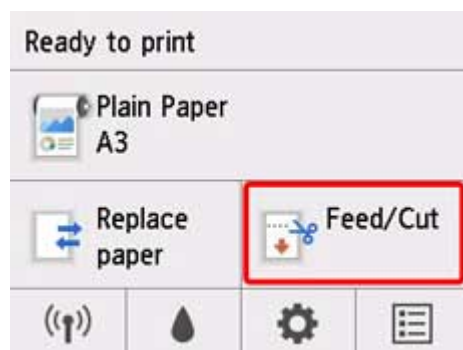 Ready to print
Plain Paper
A3
Replace
paper
Feed/Cut